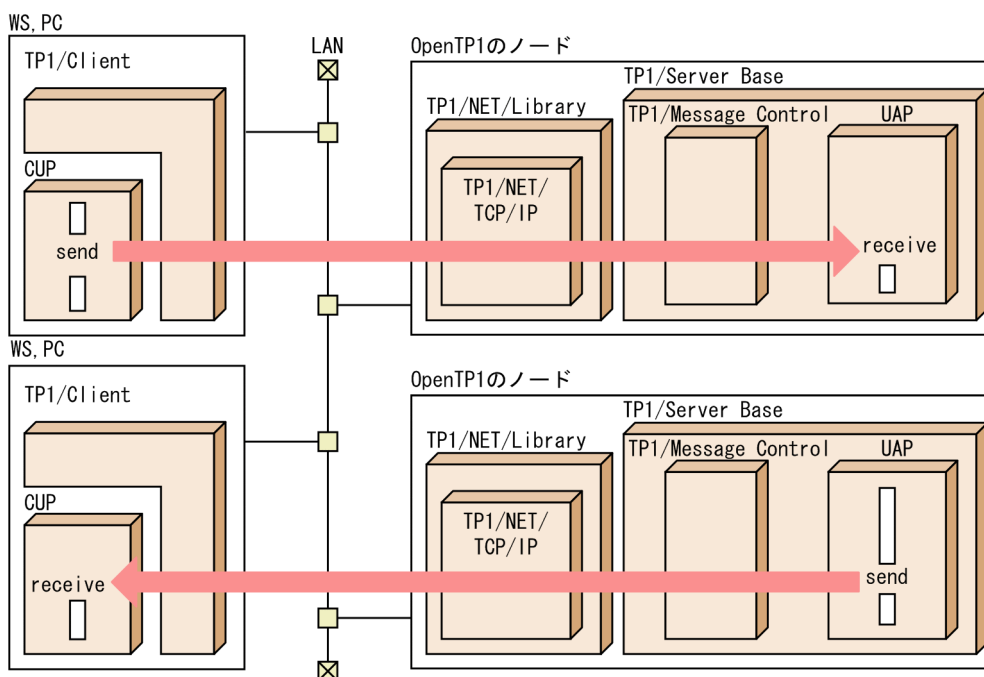 WS,PC
TP1/Client
CUP
send
LAN
OpenTP1のノード
TP1/Server Base
TP1/NET/Library
TP1/Message Control
UAP
TP1/NET/
TCP/IP
receive
WS,PC
TP1/Client
CUP
receive
OpenTP1のノード
TP1/Server Base
TP1/NET/Library
TP1/Message Control
UAP
TP1/NET/
TCP/IP
send